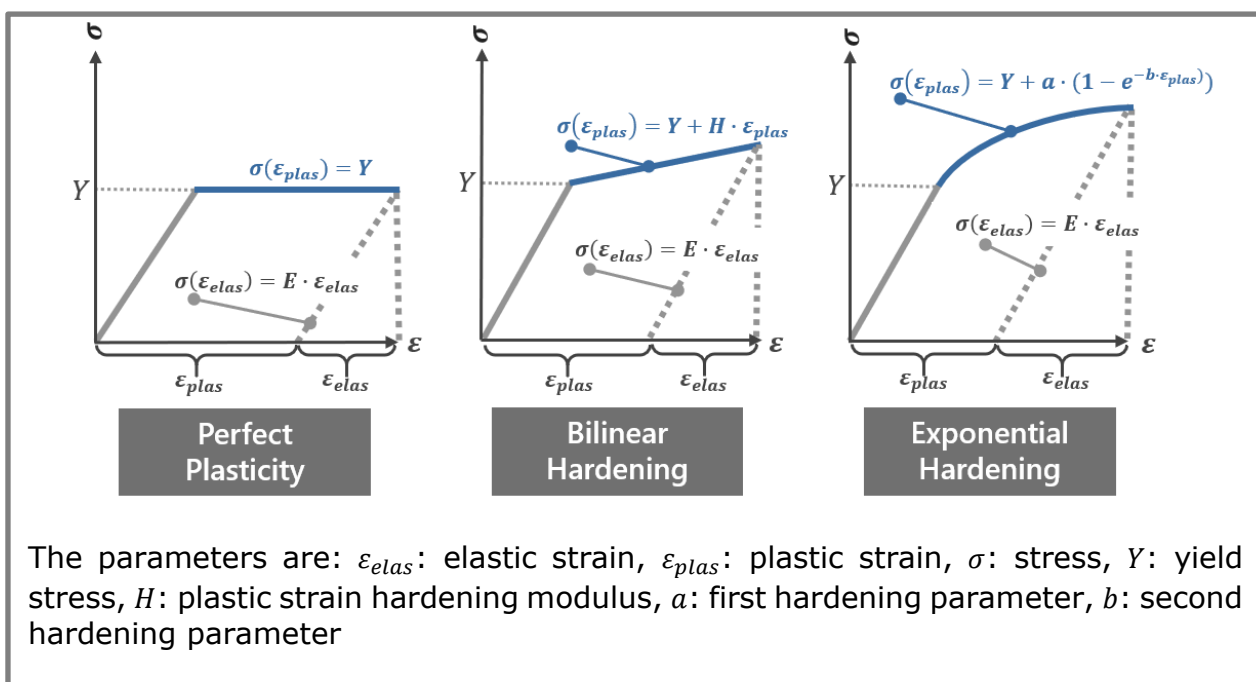 σ
Y
σ(ε_plas) = Y
σ(ε_elas) = E · ε_elas
ε
ε_plas
ε_elas
Perfect
Plasticity
σ
Y
σ(ε_plas) = Y + H · ε_plas
σ(ε_elas) = E · ε_elas
ε
ε_plas
ε_elas
Bilinear
Hardening
σ
σ(ε_plas) = Y + a · (1 − e^{−b·ε_plas})
Y
σ(ε_elas) = E · ε_elas
ε
ε_plas
ε_elas
Exponential
Hardening
The parameters are: ε_elas: elastic strain, ε_plas: plastic strain, σ: stress, Y: yield
stress, H: plastic strain hardening modulus, a: first hardening parameter, b: second
hardening parameter